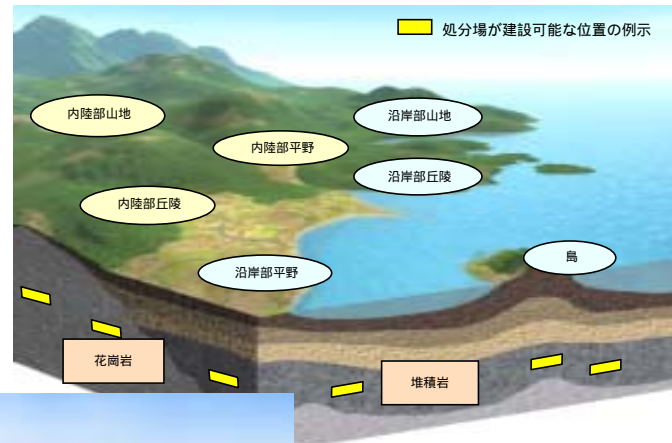 処分場が建設可能な位置の例示
内陸部山地
沿岸部山地
内陸部平野
沿岸部丘陵
内陸部丘陵
沿岸部平野
島
花崗岩
堆積岩